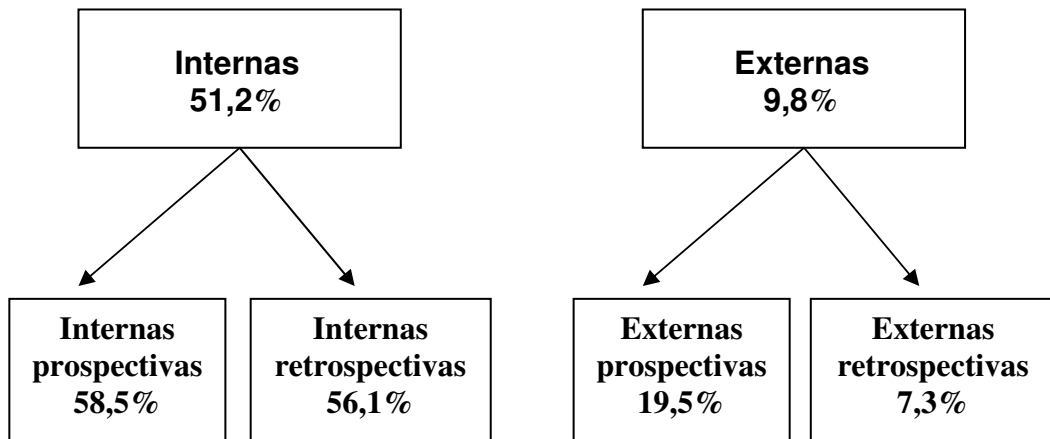 Internas
51,2%
Externas
9,8%
Internas
prospectivas
58,5%
Internas
retrospectivas
56,1%
Externas
prospectivas
19,5%
Externas
retrospectivas
7,3%